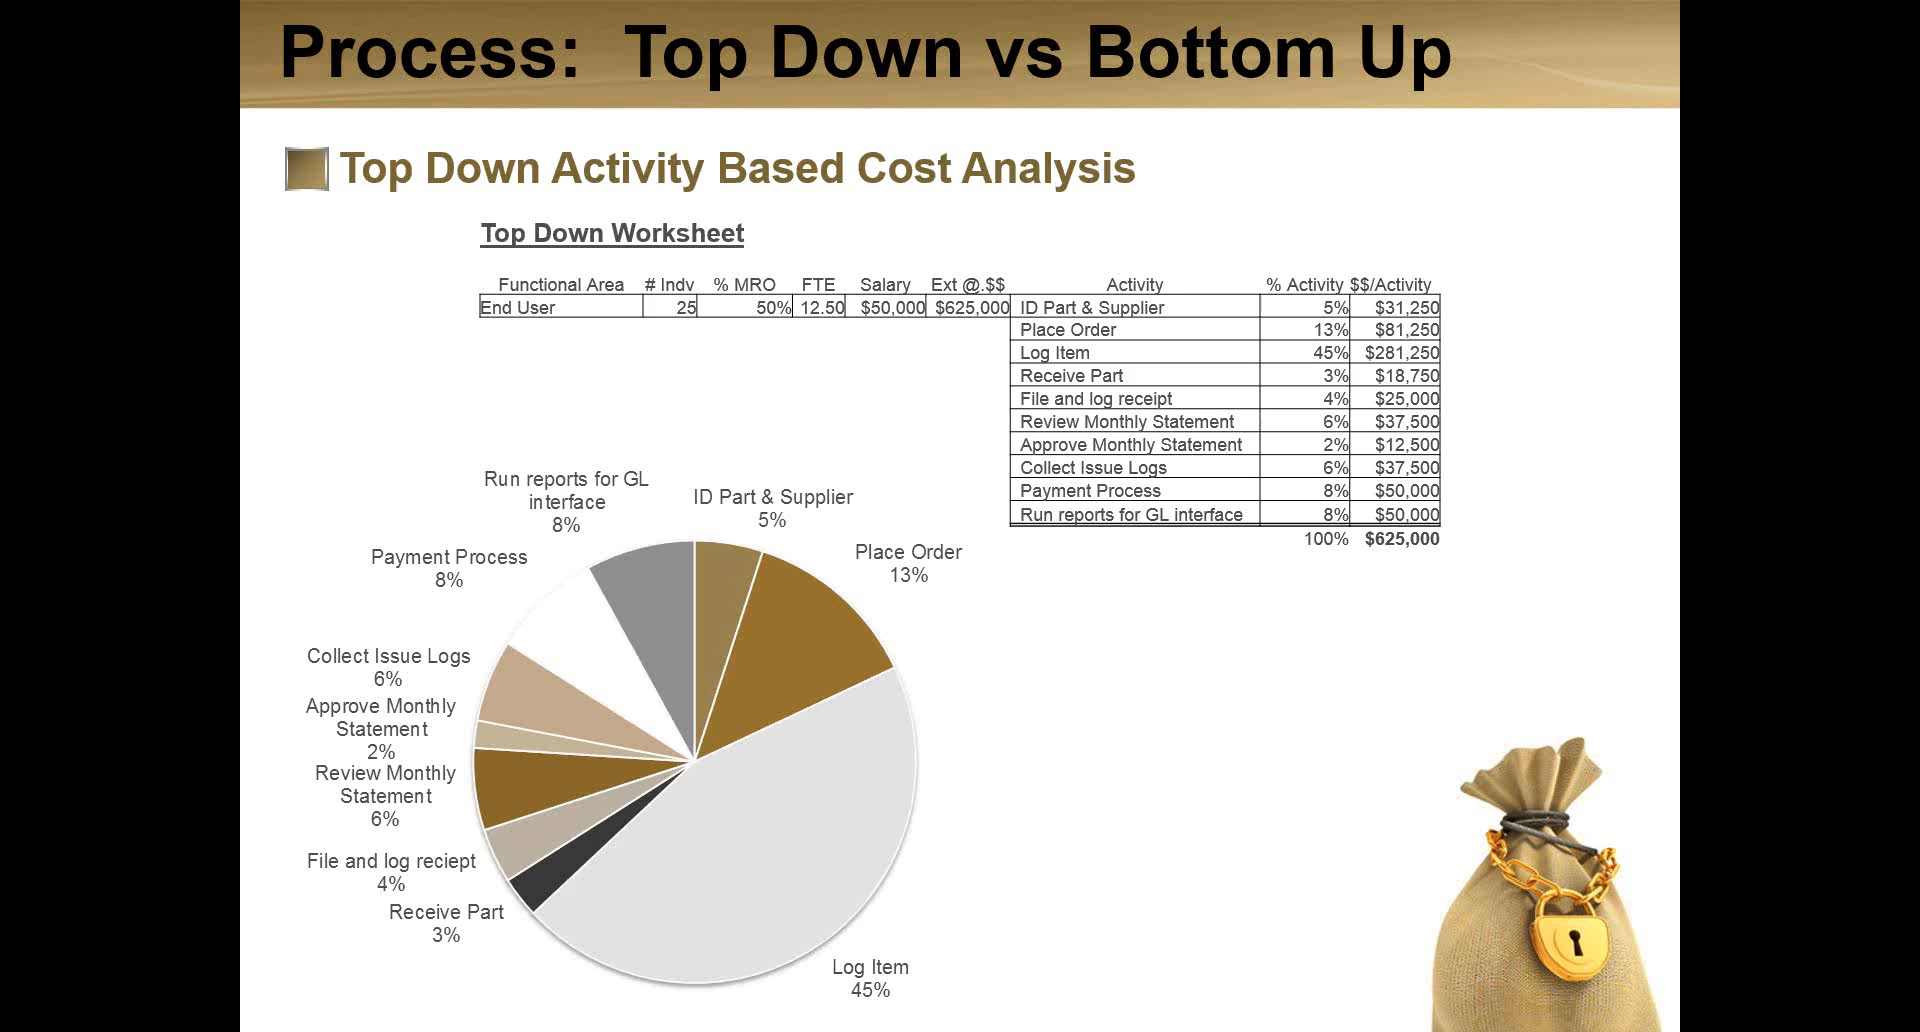 Process: Top Down vs Bottom Up
Top Down Activity Based Cost Analysis
Top Down Worksheet
Functional Area # Indv % MRO FTE Salary Ext @.$$ Activity % Activity $$/Activity
End User 25 50% 12.50 $50,000 $625,000 ID Part & Supplier 5% $31,250
Place Order 13% $81,250
Log Item 45% $281,250
Receive Part 3% $18,750
File and log receipt 4% $25,000
Review Monthly Statement 6% $37,500
Approve Monthly Statement 2% $12,500
Collect Issue Logs 6% $37,500
Payment Process 8% $50,000
Run reports for GL interface 8% $50,000
100% $625,000
Run reports for GL
interface
8%
ID Part & Supplier
5%
Place Order
13%
Payment Process
8%
Collect Issue Logs
6%
Approve Monthly
Statement
2%
Review Monthly
Statement
6%
File and log reciept
4%
Receive Part
3%
Log Item
45%